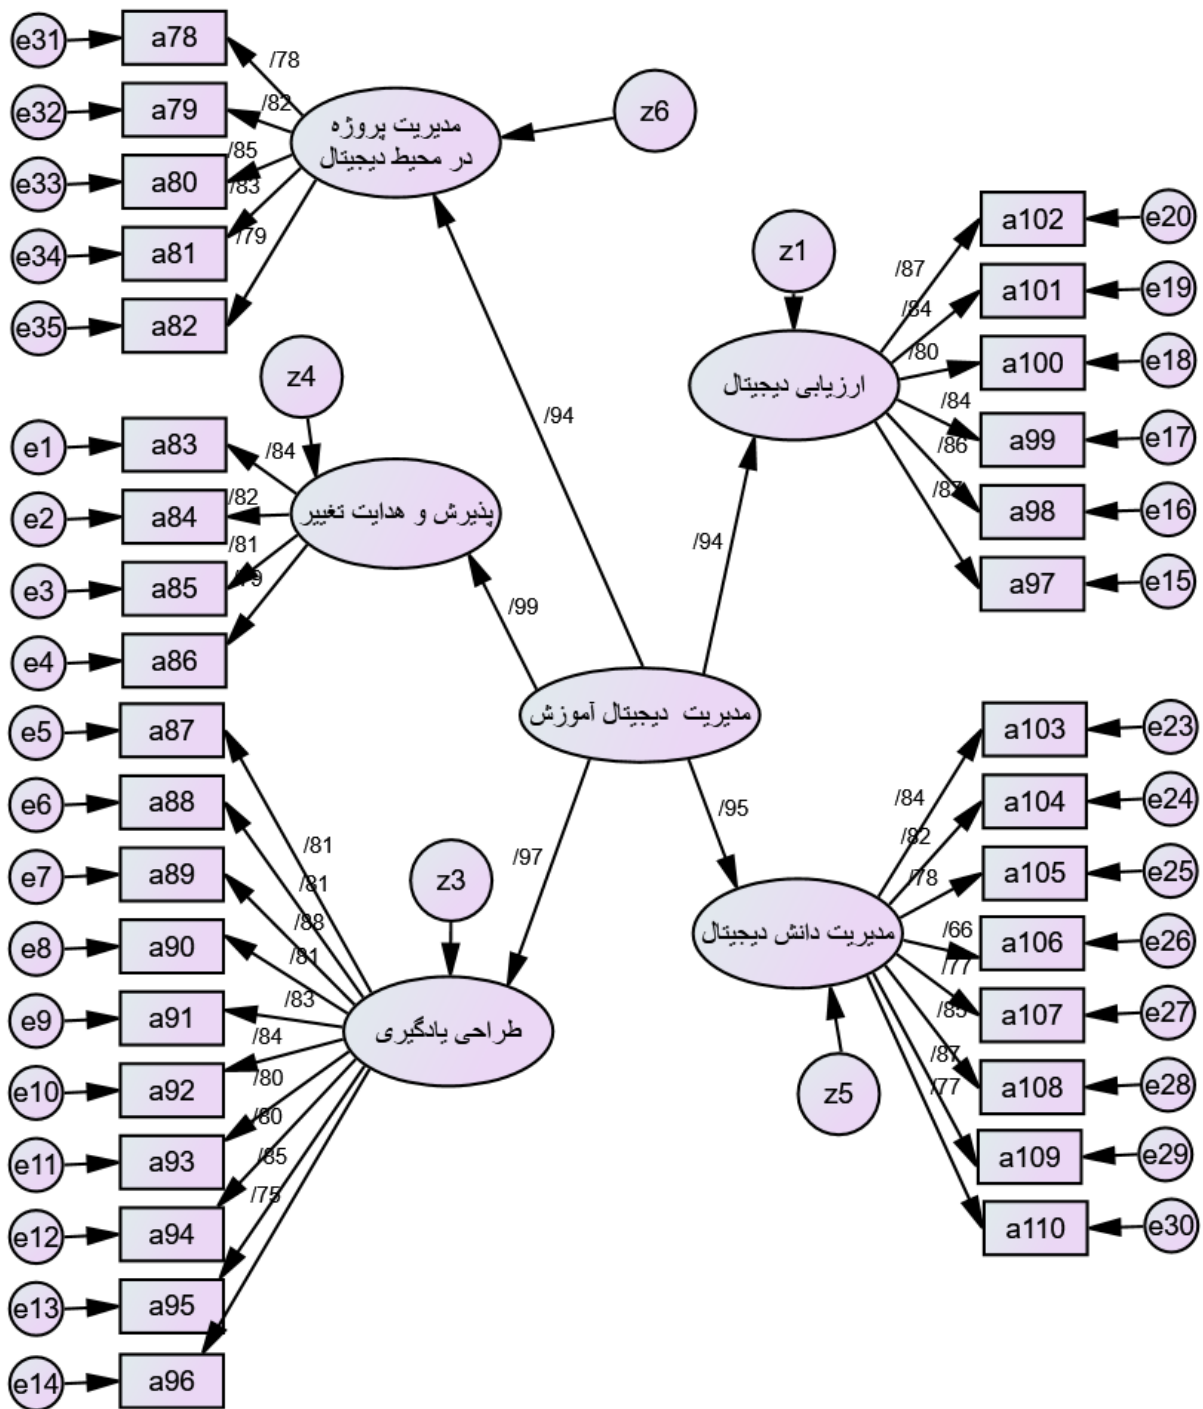 e31
a78
/78
e32
a79
/82
z6
مدیریت پروژه
در محیط دیجیتال
e33
a80
/85
/83
e34
a81
/79
e35
a82
z1
a102
e20
/87
a101
e19
/84
a100
e18
/80
ارزیابی دیجیتال
a99
e17
/84
/86
a98
e16
/87
a97
e15
z4
/94
e1
a83
/84
e2
a84
/82
پذیرش و هدایت تغییر
e3
a85
/81
/79
e4
a86
/94
/99
مدیریت دیجیتال آموزش
e5
a87
e6
a88
/81
/81
e7
a89
/88
e8
a90
/81
z3
/97
/95
e9
a91
/83
طراحی یادگیری
e10
a92
/84
/80
e11
a93
/80
e12
a94
/85
e13
a95
/75
e14
a96
a103
e23
/84
a104
e24
/82
a105
e25
/78
مدیریت دانش دیجیتال
a106
e26
/66
/77
a107
e27
/85
a108
e28
/87
z5
a109
e29
/77
a110
e30